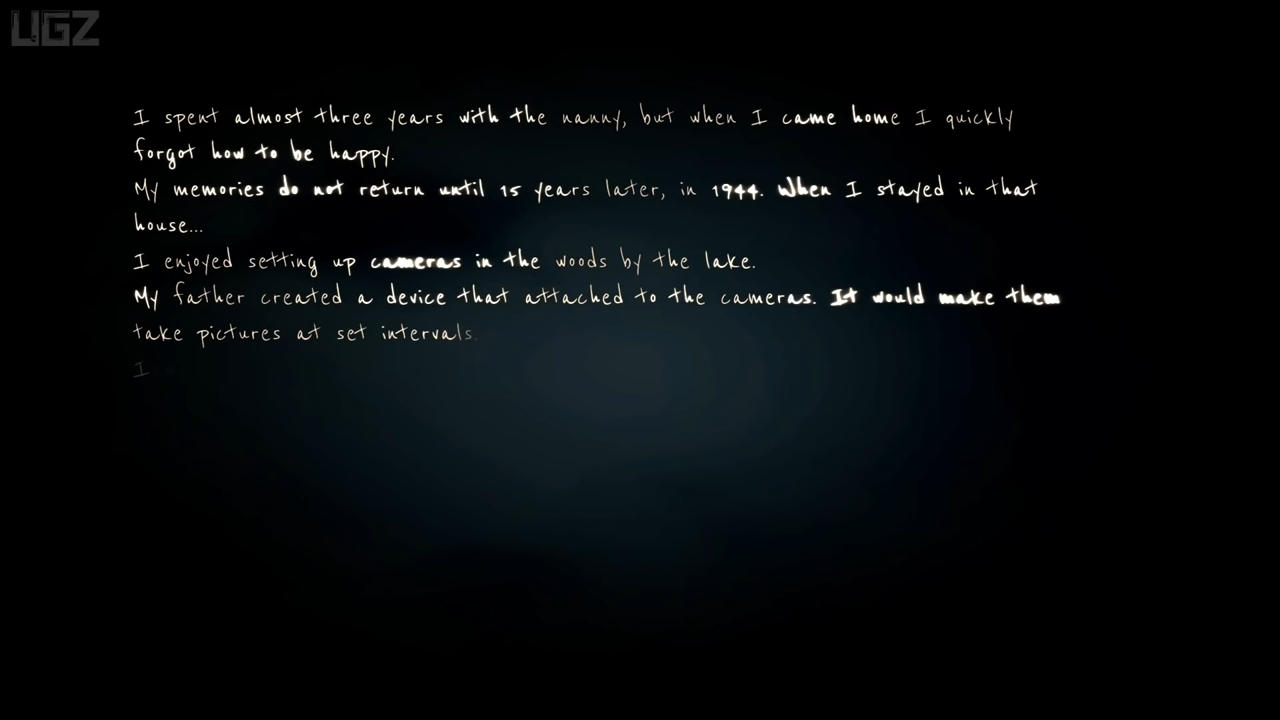 UGZ
I spent almost three years with the nanny, but when I came home I quickly
forgot how to be happy.
My memories do not return until 15 years later, in 1944. When I stayed in that
house...
I enjoyed setting up cameras in the woods by the lake.
My father created a device that attached to the cameras. It would make them
take pictures at set intervals.
I